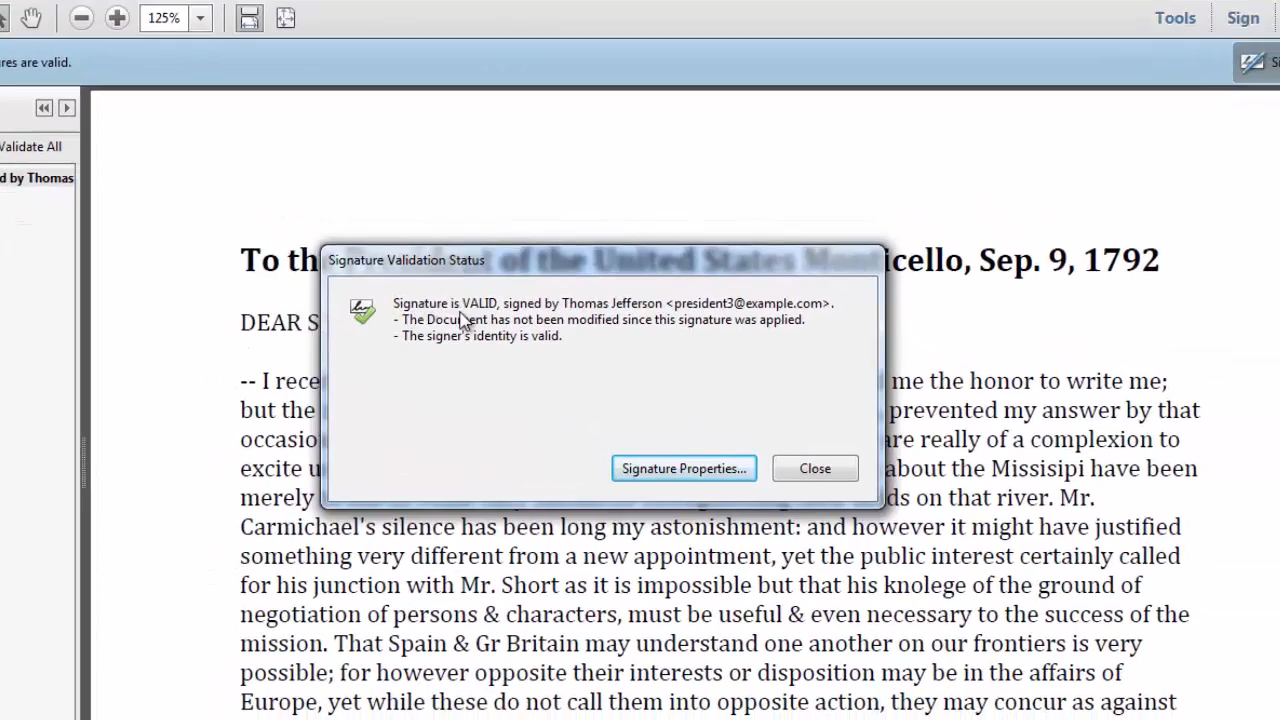 125%
Tools
Sign
res are valid.
Validate All
d by Thomas
To th of the United States Monticello, Sep. 9, 1792
Signature Validation Status
Signature is VALID, signed by Thomas Jefferson <president3@example.com>.
- The Document has not been modified since this signature was applied.
- The signer's identity is valid.
Signature Properties...
Close
DEAR S
-- I rece me the honor to write me;
but the prevented my answer by that
occasio are really of a complexion to
excite u about the Missisipi have been
merely ds on that river. Mr.
Carmichael's silence has been long my astonishment: and however it might have justified
something very different from a new appointment, yet the public interest certainly called
for his junction with Mr. Short as it is impossible but that his knolege of the ground of
negotiation of persons & characters, must be useful & even necessary to the success of the
mission. That Spain & Gr Britain may understand one another on our frontiers is very
possible; for however opposite their interests or disposition may be in the affairs of
Europe, yet while these do not call them into opposite action, they may concur as against